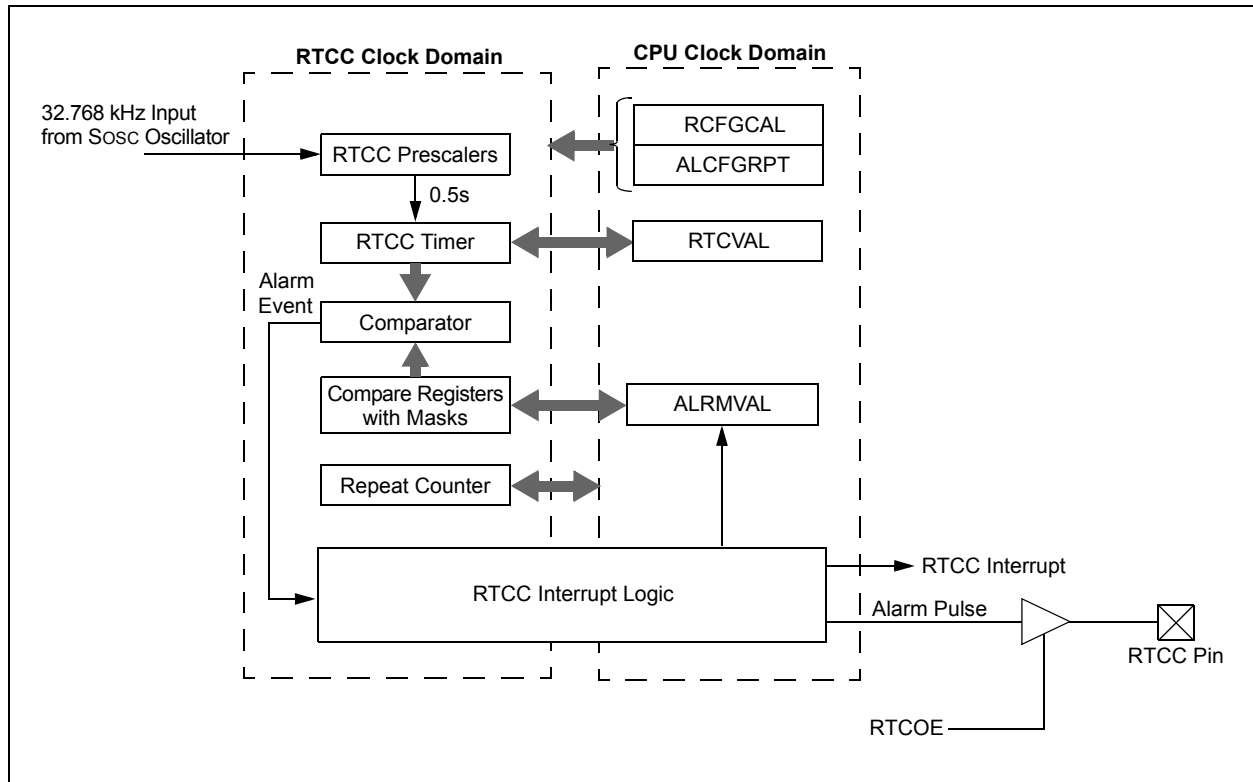 RTCC Clock Domain
CPU Clock Domain
32.768 kHz Input
from SOSC Oscillator
RTCC Prescalers
RCFGCAL
ALCFGRPT
0.5s
RTCC Timer
RTCVAL
Alarm
Event
Comparator
Compare Registers
with Masks
ALRMVAL
Repeat Counter
RTCC Interrupt Logic
RTCC Interrupt
Alarm Pulse
RTCC Pin
RTCOE